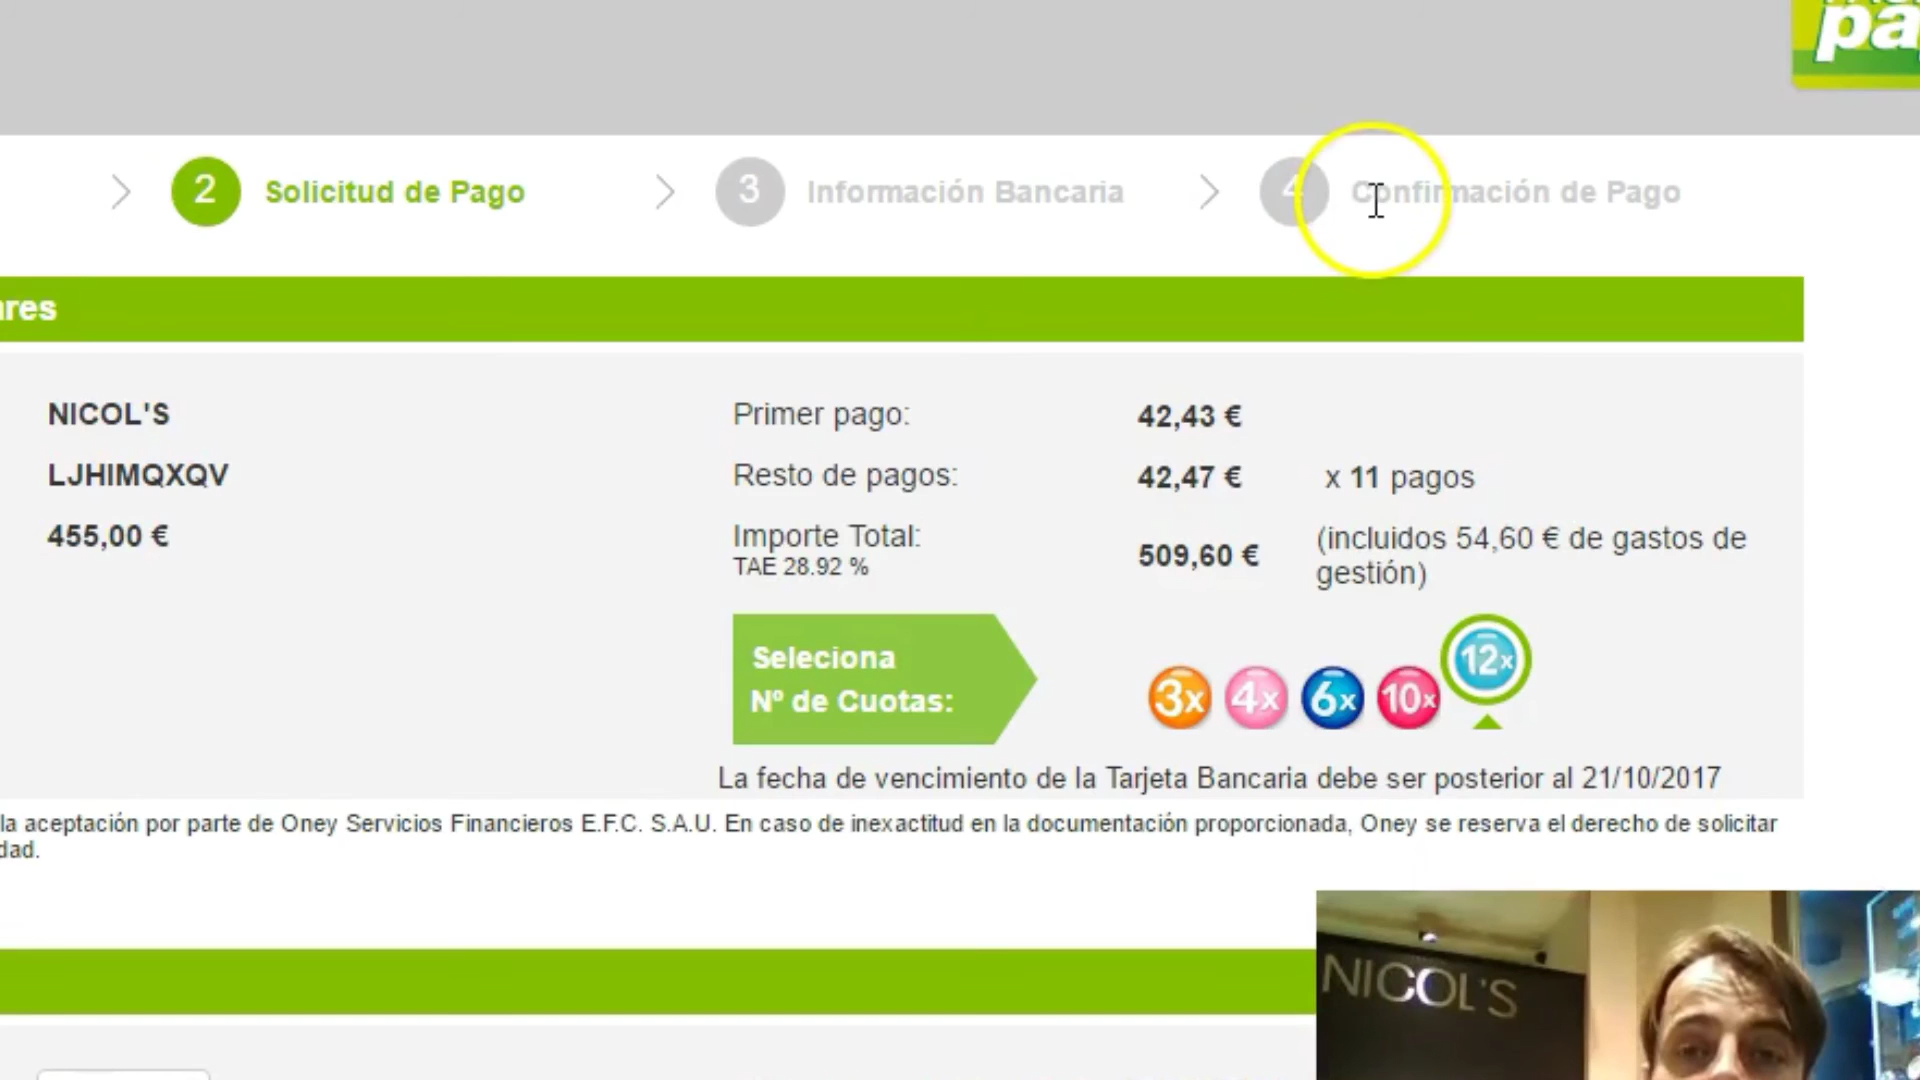 pa
2 Solicitud de Pago
3 Información Bancaria
4 Confirmación de Pago
ares
NICOL'S
Primer pago: 42,43 €
LJHIMQXQV
Resto de pagos: 42,47 € x 11 pagos
455,00 €
Importe Total:
TAE 28.92 %
509,60 €
(incluidos 54,60 € de gastos de
gestión)
Seleciona
Nº de Cuotas:
3x 4x 6x 10x 12x
La fecha de vencimiento de la Tarjeta Bancaria debe ser posterior al 21/10/2017
la aceptación por parte de Oney Servicios Financieros E.F.C. S.A.U. En caso de inexactitud en la documentación proporcionada, Oney se reserva el derecho de solicitar
dad.
NICOL'S